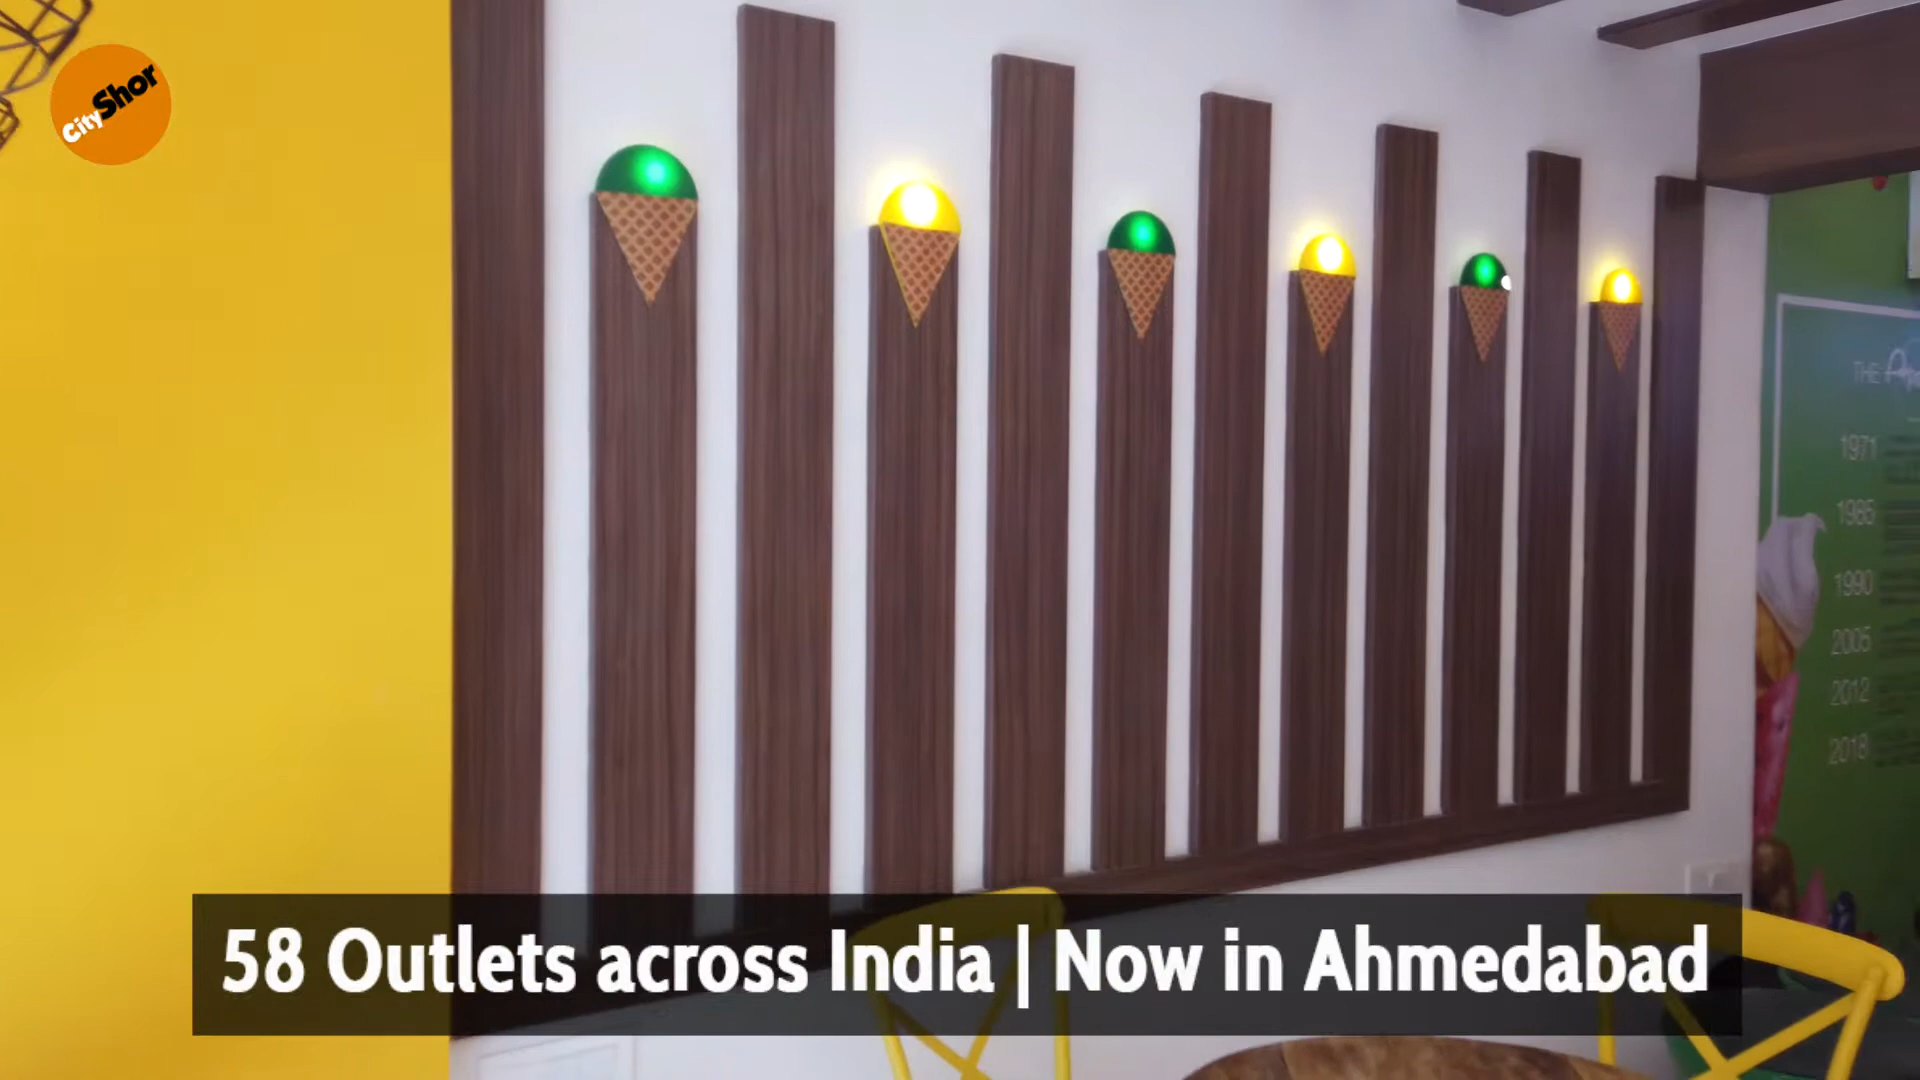 CityShor
THE
1971
1985
1990
2005
2012
2018
58 Outlets across India | Now in Ahmedabad